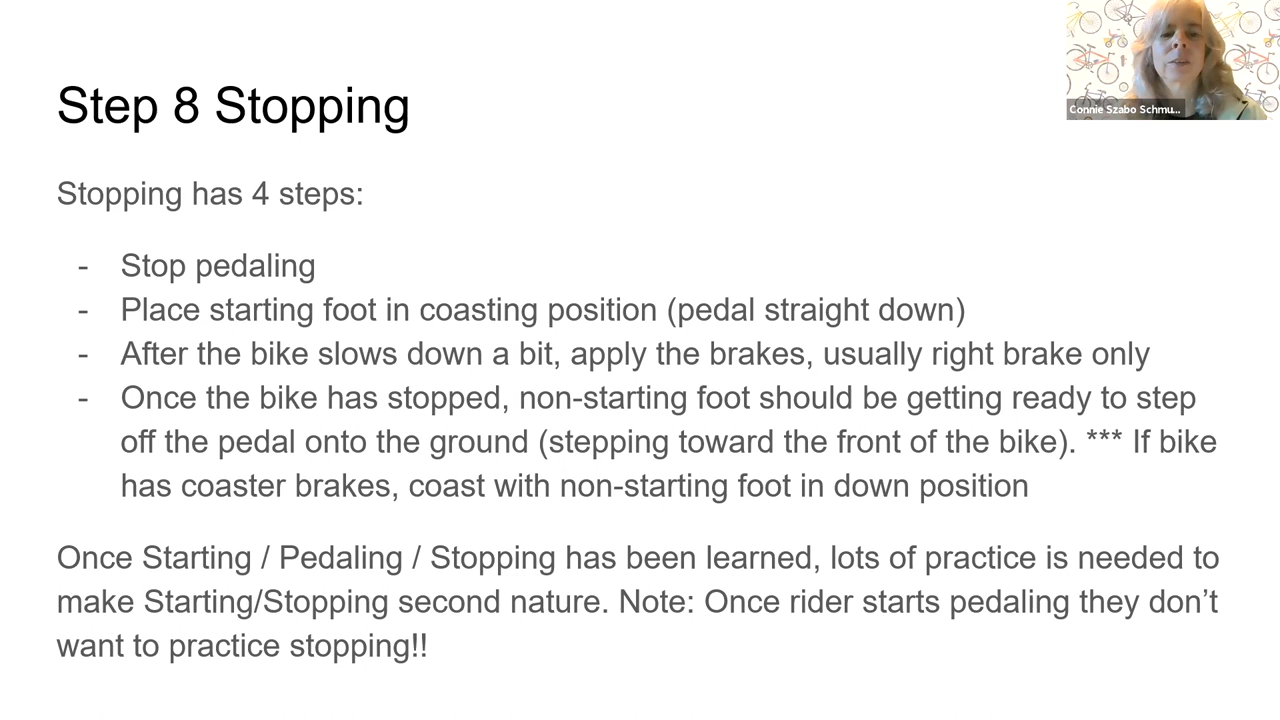 Connie Szabo Schmu...
Step 8 Stopping
Stopping has 4 steps:
- Stop pedaling
- Place starting foot in coasting position (pedal straight down)
- After the bike slows down a bit, apply the brakes, usually right brake only
- Once the bike has stopped, non-starting foot should be getting ready to step
off the pedal onto the ground (stepping toward the front of the bike). *** If bike
has coaster brakes, coast with non-starting foot in down position
Once Starting / Pedaling / Stopping has been learned, lots of practice is needed to
make Starting/Stopping second nature. Note: Once rider starts pedaling they don’t
want to practice stopping!!